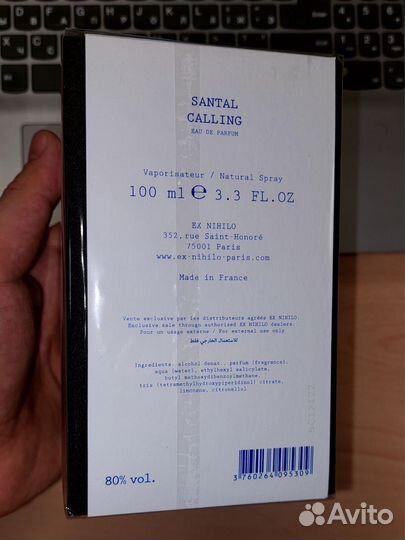 SANTAL
CALLING
EAU DE PARFUM
Vaporisateur / Natural Spray
100 ml e 3.3 FL.OZ
EX NIHILO
352, rue Saint-Honoré
75001 Paris
www.ex-nihilo-paris.com
Made in France
Vente exclusive par les distributeurs agréés EX NIHILO.
Exclusive sale through authorized EX NIHILO dealers.
Pour un usage externe / For external use only
للاستعمال الخارجي فقط
Ingredients: alcohol denat., perfum (fragrance),
aqua (water), ethylhexyl salicylate,
butyl methoxydibenzoylmethane,
tris (tetramethylhydroxypiperidinol) citrate,
limonene, citronellol
80% vol.
3 760264 095309
Avito